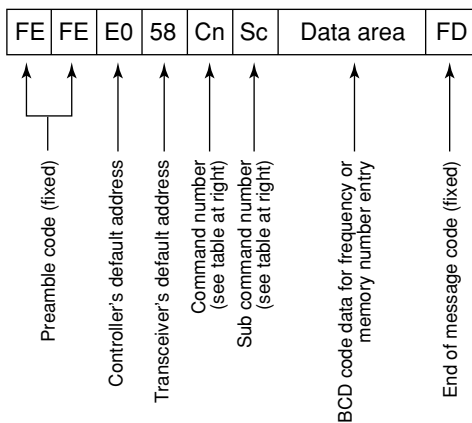 FE FE E0 58 Cn Sc Data area FD
Preamble code (fixed)
Controller's default address
Transceiver's default address
Command number
(see table at right)
Sub command number
(see table at right)
BCD code data for frequency or
memory number entry
End of message code (fixed)